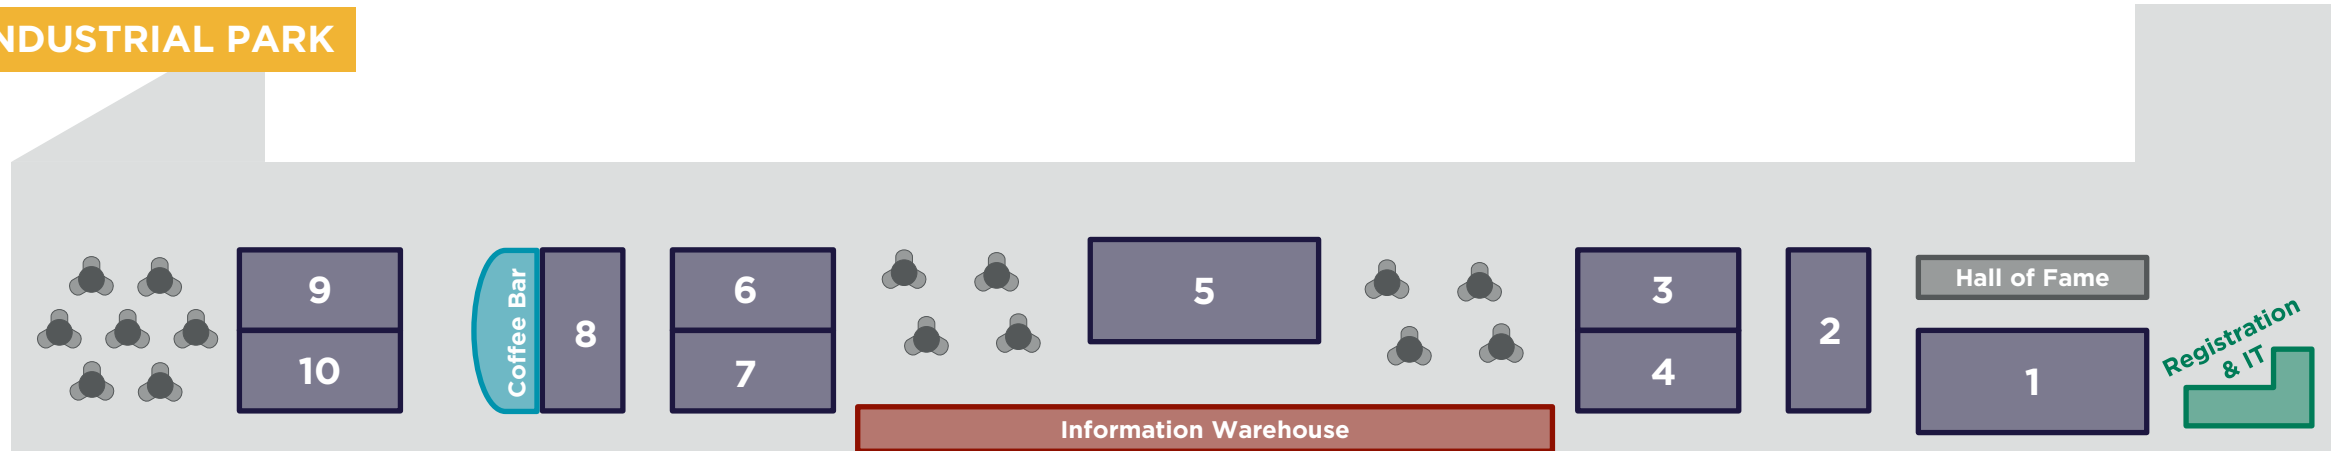 NDUSTRIAL PARK
9
10
Coffee Bar
8
6
7
5
3
4
2
Hall of Fame
1
Registration
& IT
Information Warehouse